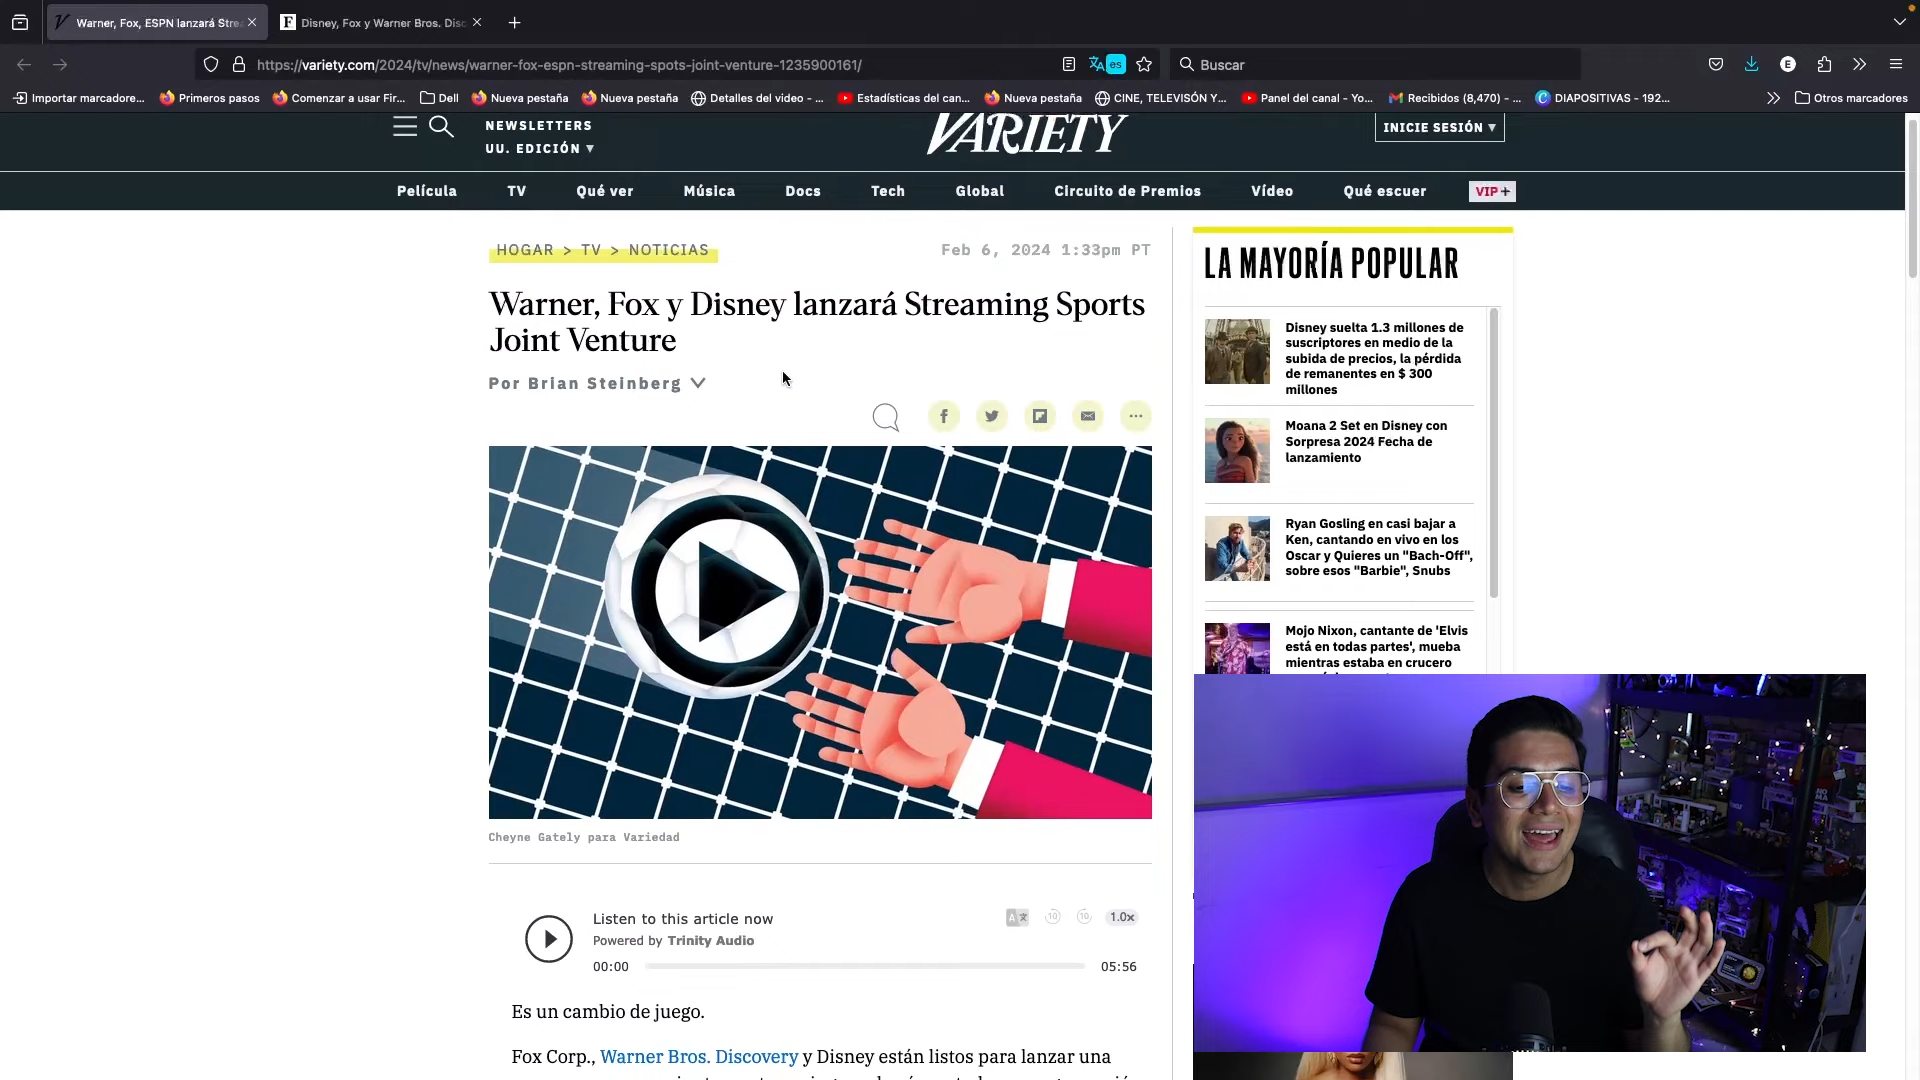 Warner, Fox, ESPN lanzará Stre
Disney, Fox y Warner Bros. Disc
https://variety.com/2024/tv/news/warner-fox-espn-streaming-spots-joint-venture-1235900161/
es
Buscar
E
Importar marcadore...
Primeros pasos
Comenzar a usar Fir...
Dell
Nueva pestaña
Nueva pestaña
Detalles del video - ...
Estadísticas del can...
Nueva pestaña
CINE, TELEVISÓN Y...
Panel del canal - Yo...
Recibidos (8,470) - ...
DIAPOSITIVAS - 192...
Otros marcadores
NEWSLETTERS
UU. EDICIÓN
VARIETY
INICIE SESIÓN
Película
TV
Qué ver
Música
Docs
Tech
Global
Circuito de Premios
Vídeo
Qué escuer
VIP+
HOGAR > TV > NOTICIAS
Feb 6, 2024 1:33pm PT
Warner, Fox y Disney lanzará Streaming Sports
Joint Venture
Por Brian Steinberg
Cheyne Gately para Variedad
Listen to this article now
Powered by Trinity Audio
10
10
1.0x
00:00
05:56
Es un cambio de juego.
Fox Corp., Warner Bros. Discovery y Disney están listos para lanzar una
LA MAYORÍA POPULAR
Disney suelta 1.3 millones de
suscriptores en medio de la
subida de precios, la pérdida
de remanentes en $ 300
millones
Moana 2 Set en Disney con
Sorpresa 2024 Fecha de
lanzamiento
Ryan Gosling en casi bajar a
Ken, cantando en vivo en los
Oscar y Quieres un "Bach-Off",
sobre esos "Barbie", Snubs
Mojo Nixon, cantante de 'Elvis
está en todas partes', mueba
mientras estaba en crucero